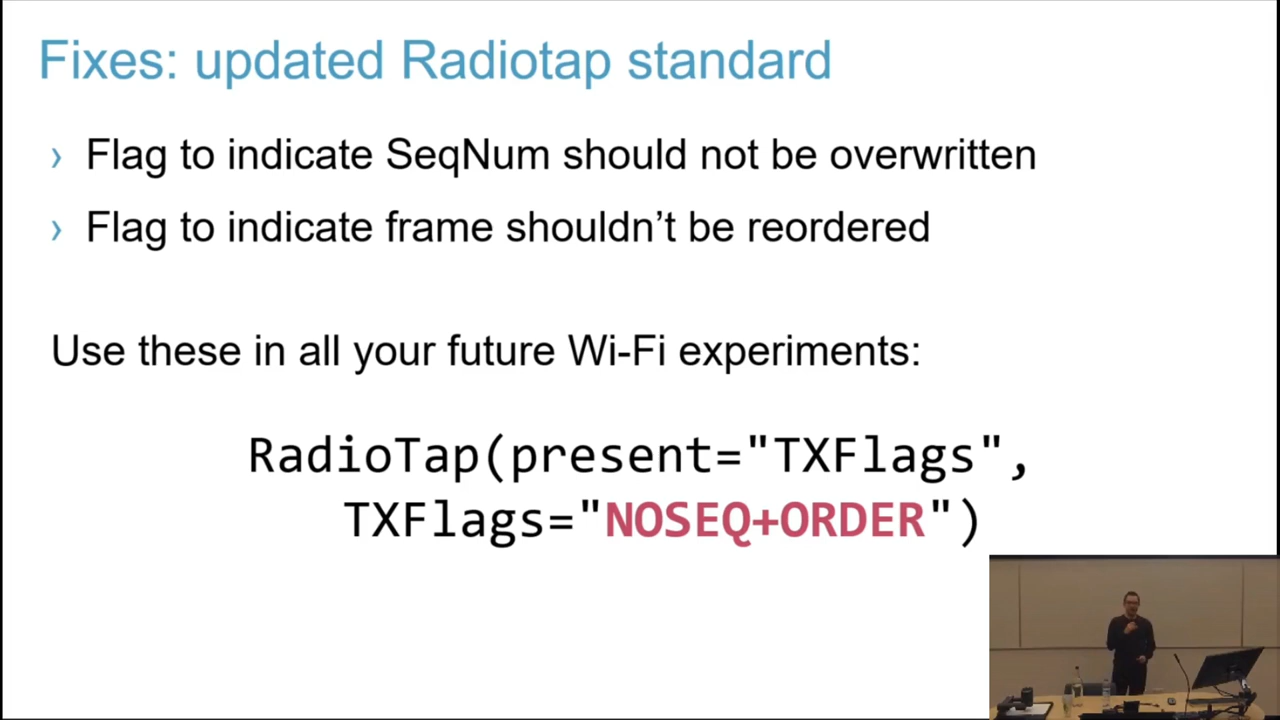 Fixes: updated Radiotap standard
› Flag to indicate SeqNum should not be overwritten
› Flag to indicate frame shouldn’t be reordered
Use these in all your future Wi-Fi experiments:
RadioTap(present="TXFlags",
TXFlags="NOSEQ+ORDER")